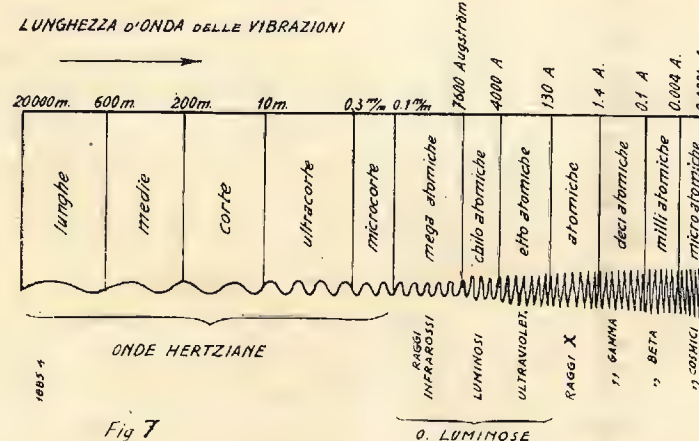 LUNGHEZZA D'ONDA DELLE VIBRAZIONI
20000m. 600m. 200m. 10m. 0,3 m/m 0.1 m/m 7600 Augström 4000 A 130 A 1.4 A. 0.1 A 0.004 A.
lunghe medie corte ultracorte microcorte mega atomiche chilo atomiche etto atomiche atomiche deci atomiche milli atomiche micro atomiche
ONDE HERTZIANE
RAGGI INFRAROSSI
LUMINOSI
ULTRAVIOLET.
RAGGI X
,, GAMMA
,, BETA
,, COSMICI
O. LUMINOSE
Fig 7